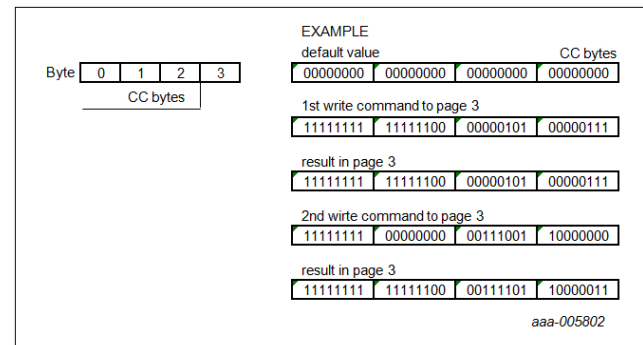 EXAMPLE
default value CC bytes
Byte 0 1 2 3
00000000 00000000 00000000 00000000
CC bytes
1st write command to page 3
11111111 11111100 00000101 00000111
result in page 3
11111111 11111100 00000101 00000111
2nd wirte command to page 3
11111111 00000000 00111001 10000000
result in page 3
11111111 11111100 00111101 10000011
aaa-005802